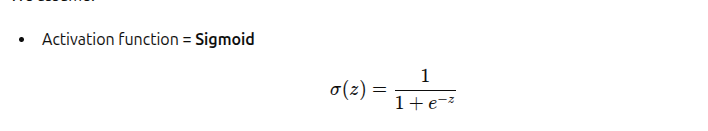 • Activation function = Sigmoid
σ(z) = 1 / (1 + e^{-z})